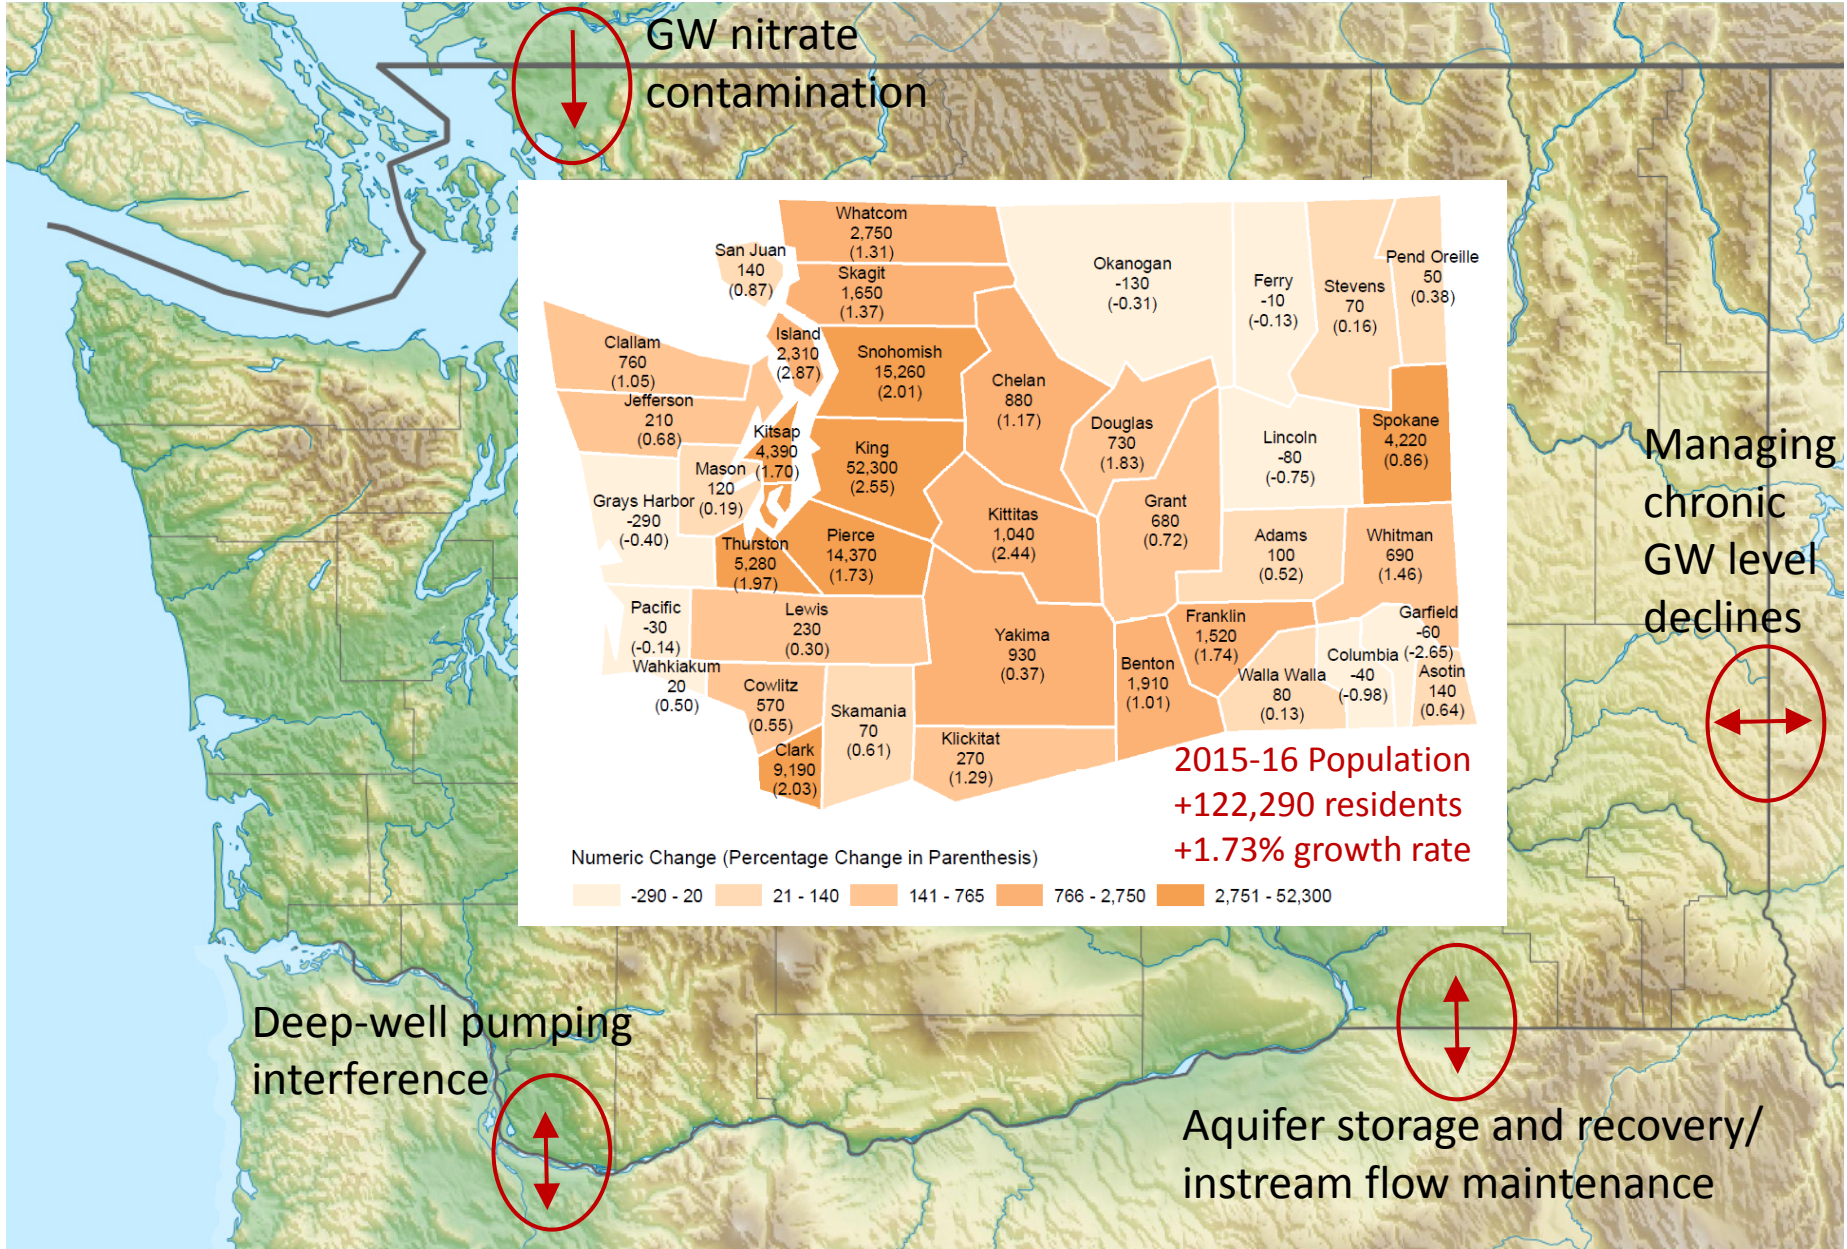 GW nitrate
contamination
Whatcom
2,750
(1.31)
San Juan
140
(0.87)
Skagit
1,650
(1.37)
Okanogan
-130
(-0.31)
Ferry
-10
(-0.13)
Stevens
70
(0.16)
Pend Oreille
50
(0.38)
Clallam
760
(1.05)
Island
2,310
(2.87)
Snohomish
15,260
(2.01)
Chelan
880
(1.17)
Jefferson
210
(0.68)
Kitsap
4,390
(1.70)
King
52,300
(2.55)
Douglas
730
(1.83)
Lincoln
-80
(-0.75)
Spokane
4,220
(0.86)
Mason
120
(0.19)
Grays Harbor
-290
(-0.40)
Thurston
5,280
(1.97)
Pierce
14,370
(1.73)
Kittitas
1,040
(2.44)
Grant
680
(0.72)
Adams
100
(0.52)
Whitman
690
(1.46)
Pacific
-30
(-0.14)
Lewis
230
(0.30)
Yakima
930
(0.37)
Franklin
1,520
(1.74)
Garfield
-60
(-2.65)
Wahkiakum
20
(0.50)
Cowlitz
570
(0.55)
Skamania
70
(0.61)
Benton
1,910
(1.01)
Walla Walla
80
(0.13)
Columbia
-40
(-0.98)
Asotin
140
(0.64)
Clark
9,190
(2.03)
Klickitat
270
(1.29)
2015-16 Population
+122,290 residents
+1.73% growth rate
Numeric Change (Percentage Change in Parenthesis)
-290 - 20
21 - 140
141 - 765
766 - 2,750
2,751 - 52,300
Managing
chronic
GW level
declines
Deep-well pumping
interference
Aquifer storage and recovery/
instream flow maintenance